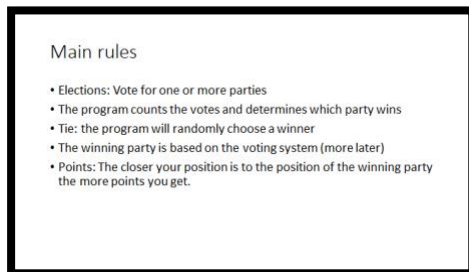 Main rules
• Elections: Vote for one or more parties
• The program counts the votes and determines which party wins
• Tie: the program will randomly choose a winner
• The winning party is based on the voting system (more later)
• Points: The closer your position is to the position of the winning party
the more points you get.